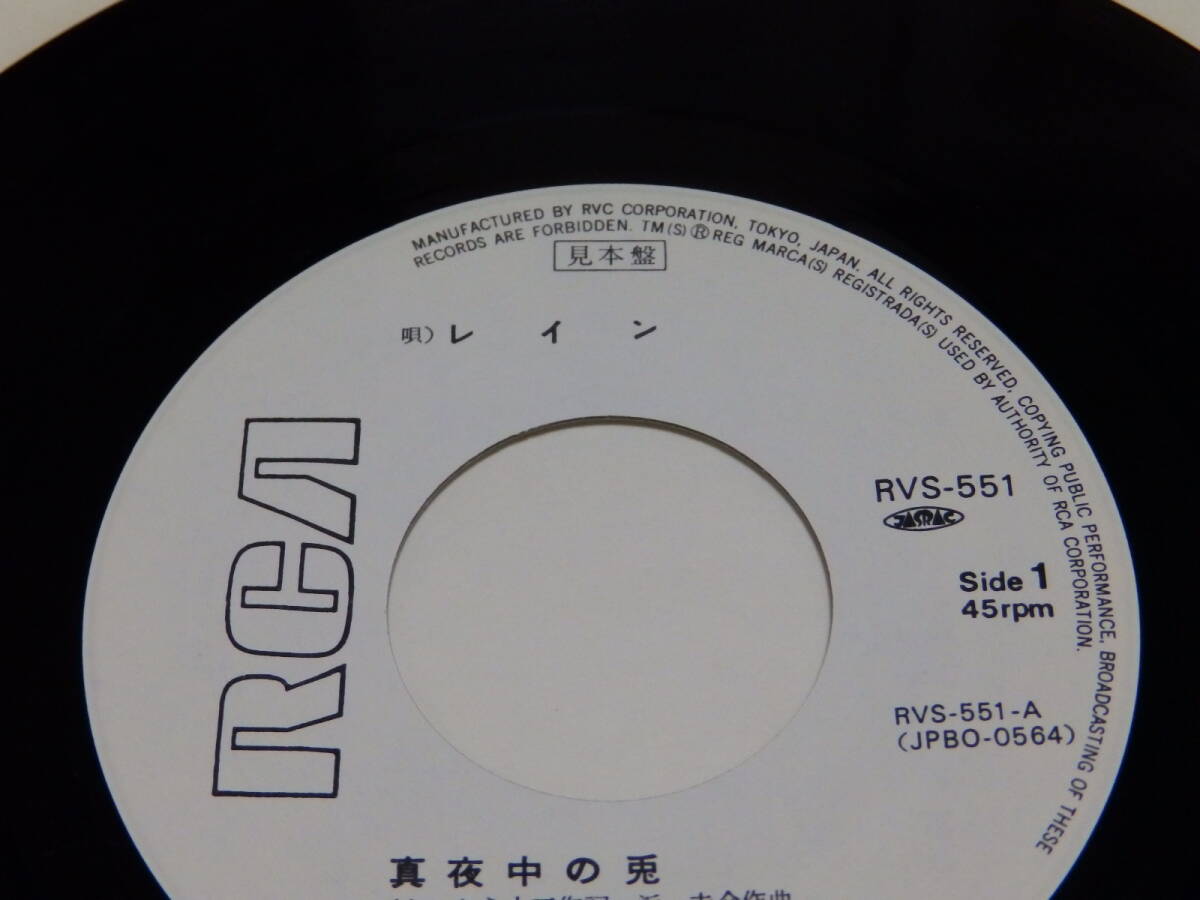 MANUFACTURED BY RVC CORPORATION, TOKYO, JAPAN. ALL RIGHTS RESERVED, COPYING PUBLIC PERFORMANCE, BROADCASTING OF THESE
RECORDS ARE FORBIDDEN. TM(S)®REG MARCA(S) REGISTRADA(S) USED BY AUTHORITY OF RCA CORPORATION.
見本盤
唄)レイン
RCA
RVS-551
JASRAC
Side 1
45rpm
RVS-551-A
(JPBO-0564)
真夜中の兎